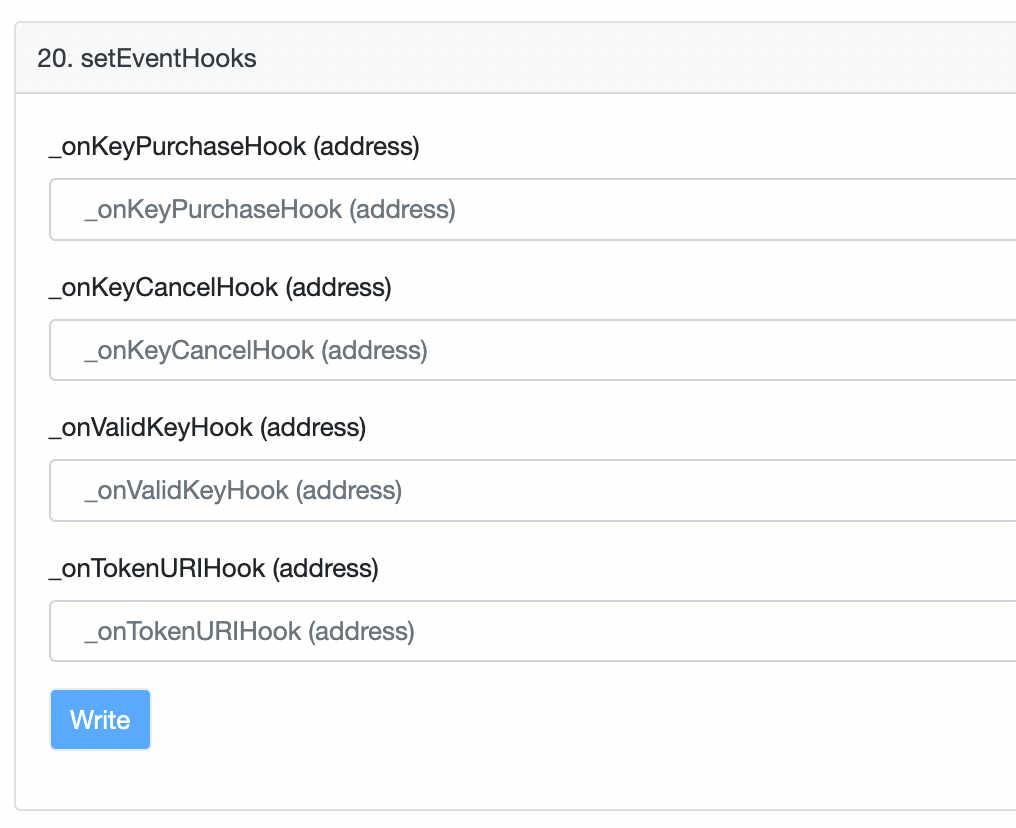 20. setEventHooks
_onKeyPurchaseHook (address)
_onKeyPurchaseHook (address)
_onKeyCancelHook (address)
_onKeyCancelHook (address)
_onValidKeyHook (address)
_onValidKeyHook (address)
_onTokenURIHook (address)
_onTokenURIHook (address)
Write